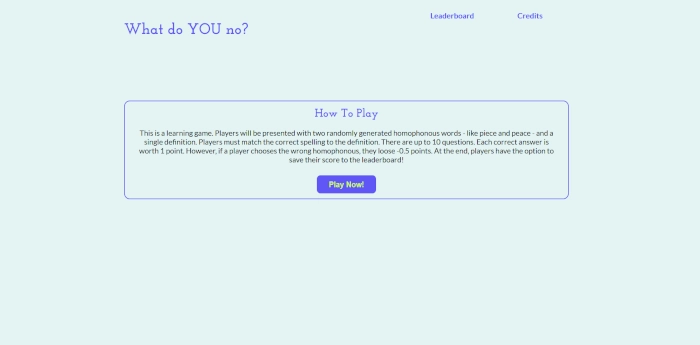 Leaderboard Credits
What do YOU no?
How To Play
This is a learning game. Players will be presented with two randomly generated homophonous words - like piece and peace - and a
single definition. Players must match the correct spelling to the definition. There are up to 10 questions. Each correct answer is
worth 1 point. However, if a player chooses the wrong homophonous, they loose -0.5 points. At the end, players have the option to
save their score to the leaderboard!
Play Now!